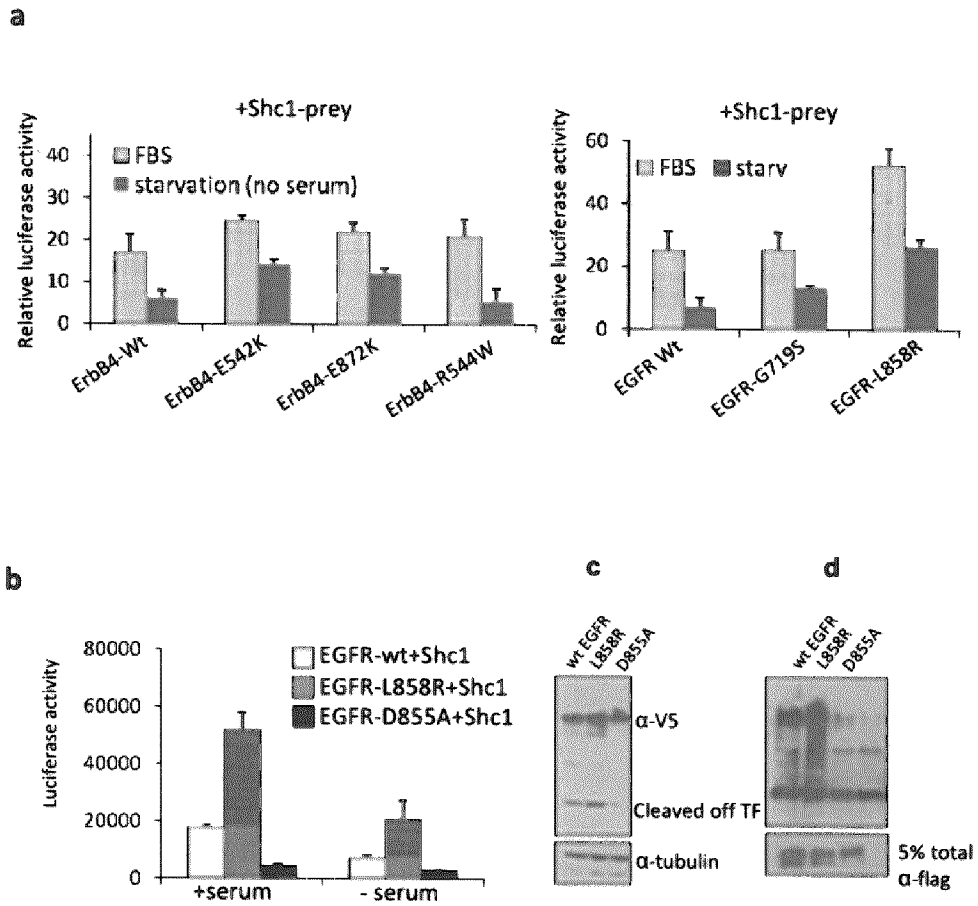 a
+Shc1-prey
Relative luciferase activity
40
30
20
10
0
FBS
starvation (no serum)
ErbB4-Wt
ErbB4-E542K
ErbB4-E872K
ErbB4-R544W
+Shc1-prey
Relative luciferase activity
60
40
20
0
FBS
starv
EGFR Wt
EGFR-G719S
EGFR-L858R
b
Luciferase activity
80000
60000
40000
20000
0
EGFR-wt+Shc1
EGFR-L858R+Shc1
EGFR-D855A+Shc1
+serum
- serum
c
wt EGFR
L858R
D855A
α-V5
Cleaved off TF
α-tubulin
d
wt EGFR
L858R
D855A
5% total
α-flag